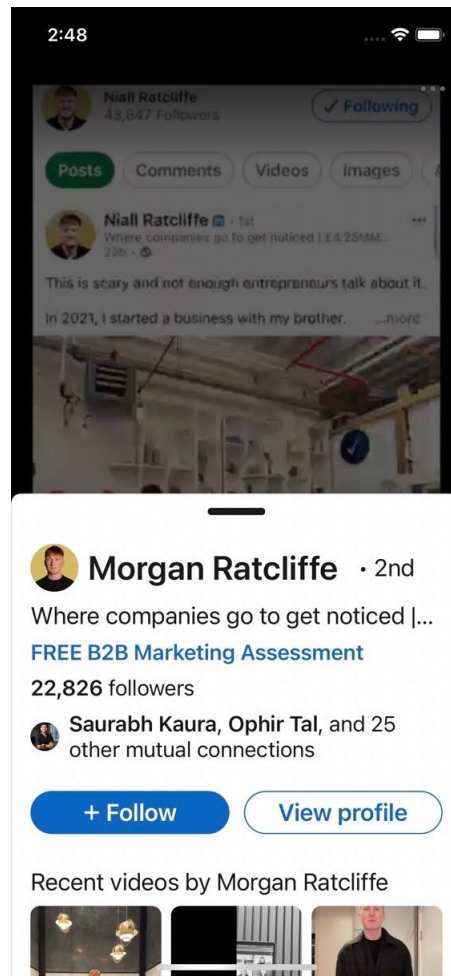 2:48
Niall Ratcliffe
43,647 Followers
✓ Following
Posts
Comments
Videos
Images
Niall Ratcliffe · 1st
Where companies go to get noticed | £4.25MM...
22h ·
This is scary and not enough entrepreneurs talk about it.
In 2021, I started a business with my brother. ...more
Morgan Ratcliffe · 2nd
Where companies go to get noticed |...
FREE B2B Marketing Assessment
22,826 followers
Saurabh Kaura, Ophir Tal, and 25
other mutual connections
+ Follow
View profile
Recent videos by Morgan Ratcliffe